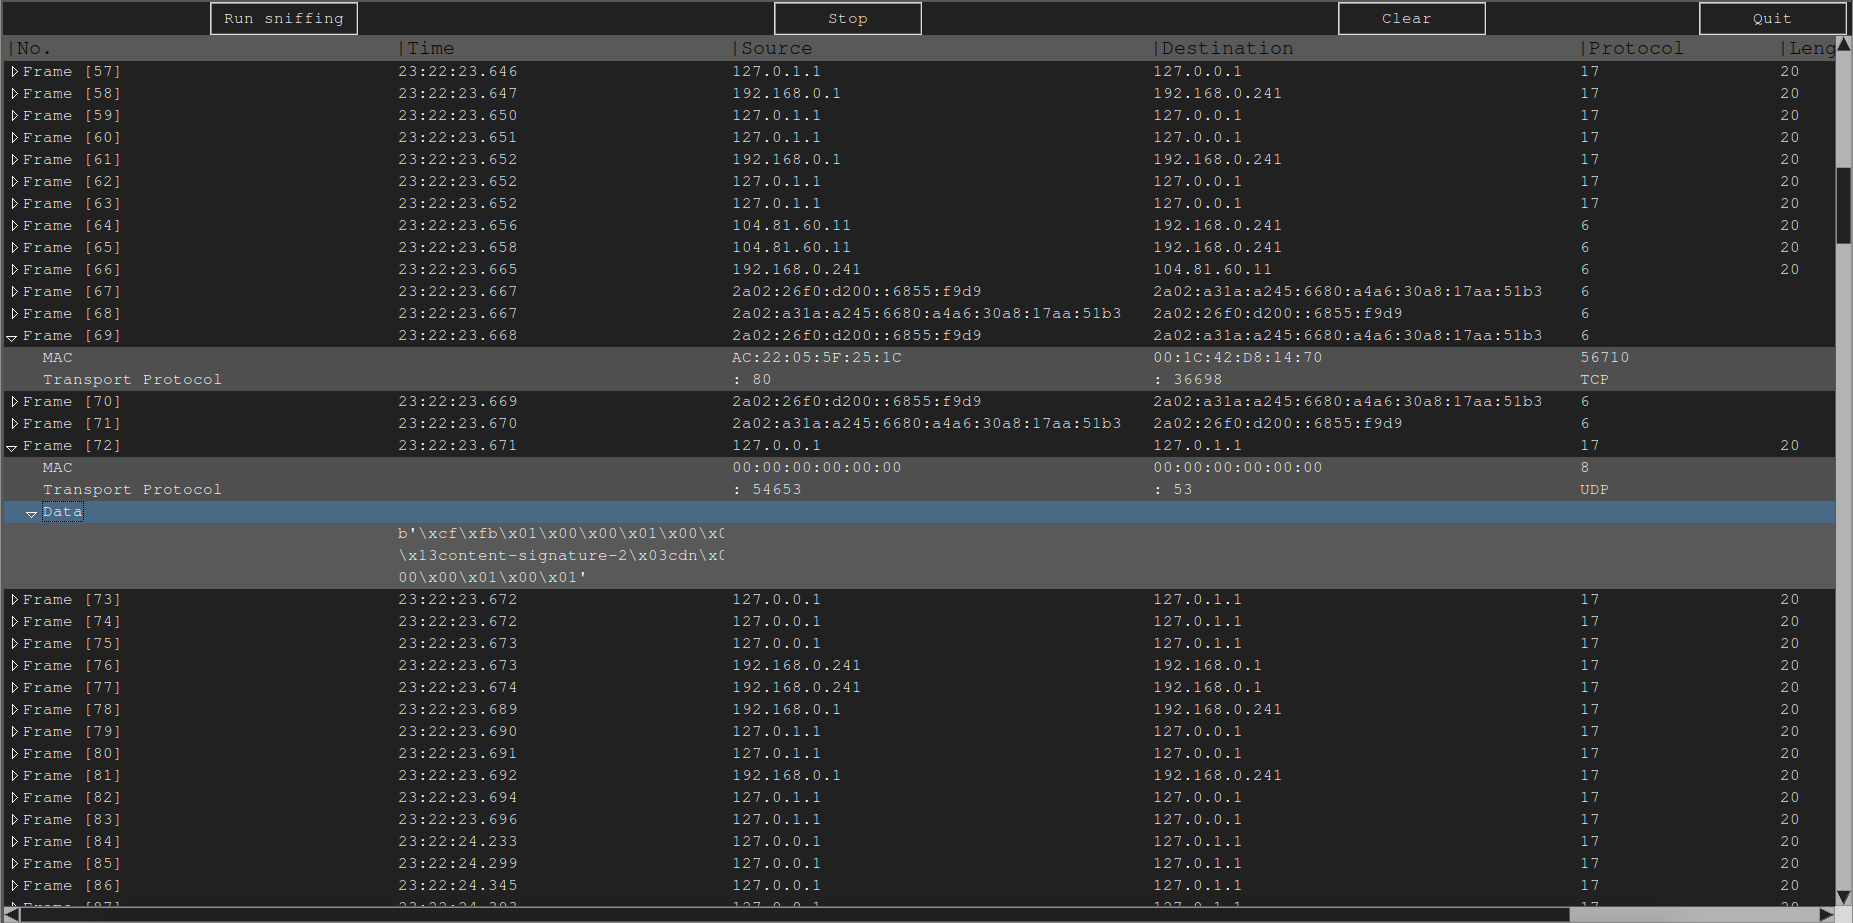 Run sniffing Stop Clear Quit
|No. |Time |Source |Destination |Protocol |Leng
Frame [57] 23:22:23.646 127.0.1.1 127.0.0.1 17 20
Frame [58] 23:22:23.647 192.168.0.1 192.168.0.241 17 20
Frame [59] 23:22:23.650 127.0.1.1 127.0.0.1 17 20
Frame [60] 23:22:23.651 127.0.1.1 127.0.0.1 17 20
Frame [61] 23:22:23.652 192.168.0.1 192.168.0.241 17 20
Frame [62] 23:22:23.652 127.0.1.1 127.0.0.1 17 20
Frame [63] 23:22:23.652 127.0.1.1 127.0.0.1 17 20
Frame [64] 23:22:23.656 104.81.60.11 192.168.0.241 6 20
Frame [65] 23:22:23.658 104.81.60.11 192.168.0.241 6 20
Frame [66] 23:22:23.665 192.168.0.241 104.81.60.11 6 20
Frame [67] 23:22:23.667 2a02:26f0:d200::6855:f9d9 2a02:a31a:a245:6680:a4a6:30a8:17aa:51b3 6
Frame [68] 23:22:23.667 2a02:a31a:a245:6680:a4a6:30a8:17aa:51b3 2a02:26f0:d200::6855:f9d9 6
Frame [69] 23:22:23.668 2a02:26f0:d200::6855:f9d9 2a02:a31a:a245:6680:a4a6:30a8:17aa:51b3 6
MAC AC:22:05:5F:25:1C 00:1C:42:D8:14:70 56710
Transport Protocol : 80 : 36698 TCP
Frame [70] 23:22:23.669 2a02:26f0:d200::6855:f9d9 2a02:a31a:a245:6680:a4a6:30a8:17aa:51b3 6
Frame [71] 23:22:23.670 2a02:a31a:a245:6680:a4a6:30a8:17aa:51b3 2a02:26f0:d200::6855:f9d9 6
Frame [72] 23:22:23.671 127.0.0.1 127.0.1.1 17 20
MAC 00:00:00:00:00:00 00:00:00:00:00:00 8
Transport Protocol : 54653 : 53 UDP
Data
b'\xcf\xfb\x01\x00\x00\x01\x00\x0
\x13content-signature-2\x03cdn\x0
00\x00\x01\x00\x01'
Frame [73] 23:22:23.672 127.0.0.1 127.0.1.1 17 20
Frame [74] 23:22:23.672 127.0.0.1 127.0.1.1 17 20
Frame [75] 23:22:23.673 127.0.0.1 127.0.1.1 17 20
Frame [76] 23:22:23.673 192.168.0.241 192.168.0.1 17 20
Frame [77] 23:22:23.674 192.168.0.241 192.168.0.1 17 20
Frame [78] 23:22:23.689 192.168.0.1 192.168.0.241 17 20
Frame [79] 23:22:23.690 127.0.1.1 127.0.0.1 17 20
Frame [80] 23:22:23.691 127.0.1.1 127.0.0.1 17 20
Frame [81] 23:22:23.692 192.168.0.1 192.168.0.241 17 20
Frame [82] 23:22:23.694 127.0.1.1 127.0.0.1 17 20
Frame [83] 23:22:23.696 127.0.1.1 127.0.0.1 17 20
Frame [84] 23:22:24.233 127.0.0.1 127.0.1.1 17 20
Frame [85] 23:22:24.299 127.0.0.1 127.0.1.1 17 20
Frame [86] 23:22:24.345 127.0.0.1 127.0.1.1 17 20